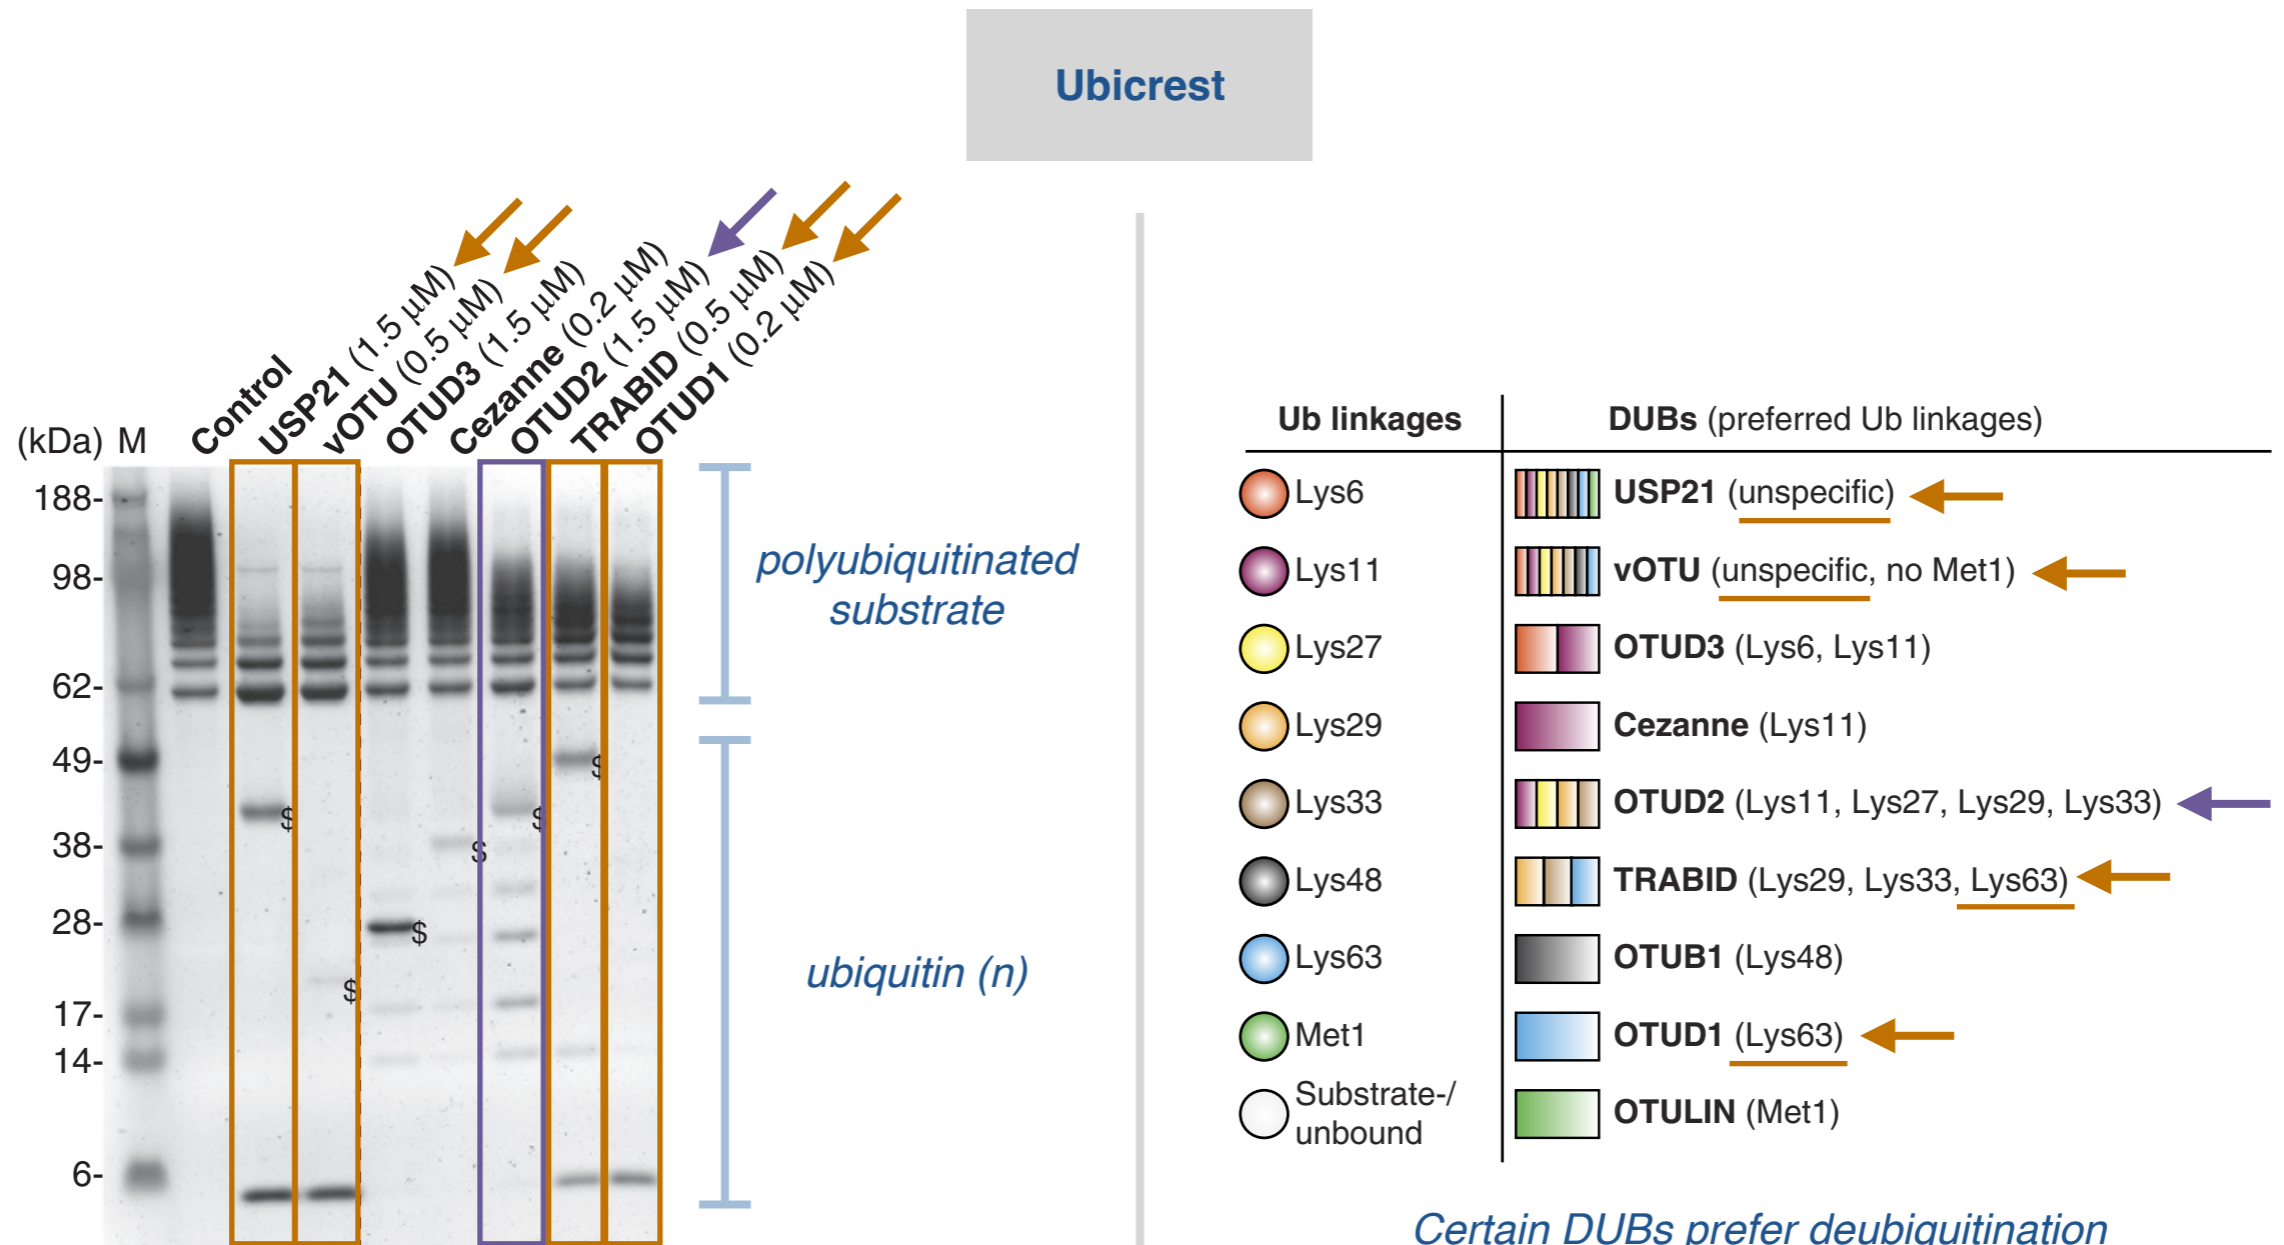 Ubicrest
(kDa) M
Control
USP21 (1.5 μM)
vOTU (0.5 μM)
OTUD3 (1.5 μM)
Cezanne (0.2 μM)
OTUD2 (1.5 μM)
TRABID (0.5 μM)
OTUD1 (0.2 μM)
188-
98-
62-
49-
38-
28-
17-
14-
6-
$
$
$
$
$
$
polyubiquitinated
substrate
ubiquitin (n)
Ub linkages
DUBs (preferred Ub linkages)
Lys6
USP21 (unspecific)
Lys11
vOTU (unspecific, no Met1)
Lys27
OTUD3 (Lys6, Lys11)
Lys29
Cezanne (Lys11)
Lys33
OTUD2 (Lys11, Lys27, Lys29, Lys33)
Lys48
TRABID (Lys29, Lys33, Lys63)
Lys63
OTUB1 (Lys48)
Met1
OTUD1 (Lys63)
Substrate-/
unbound
OTULIN (Met1)
Certain DUBs prefer deubiquitination